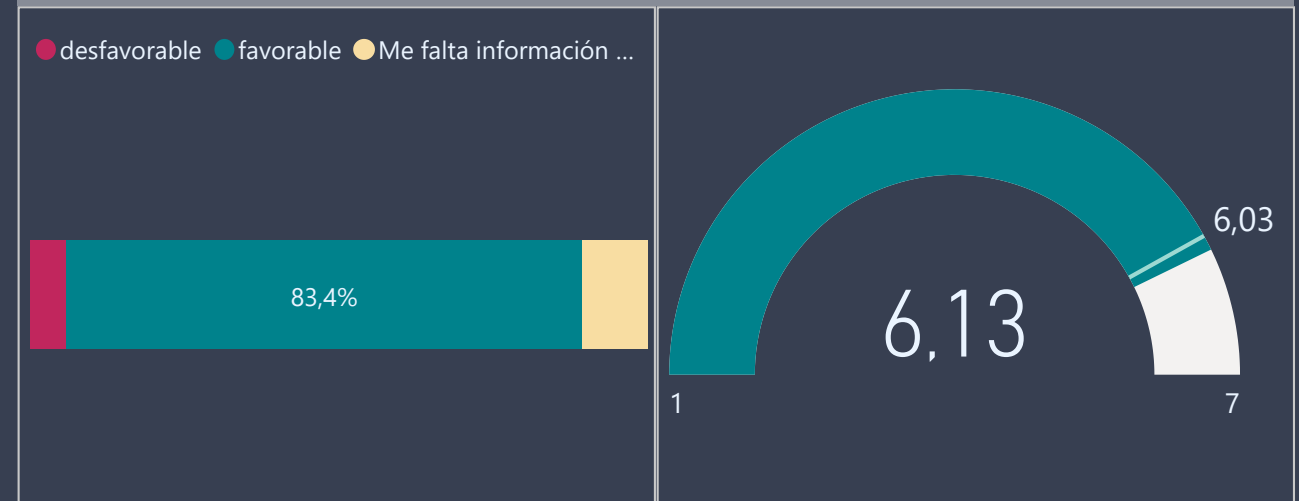 desfavorable favorable Me falta información ...
83,4%
6,03
6,13
1 7